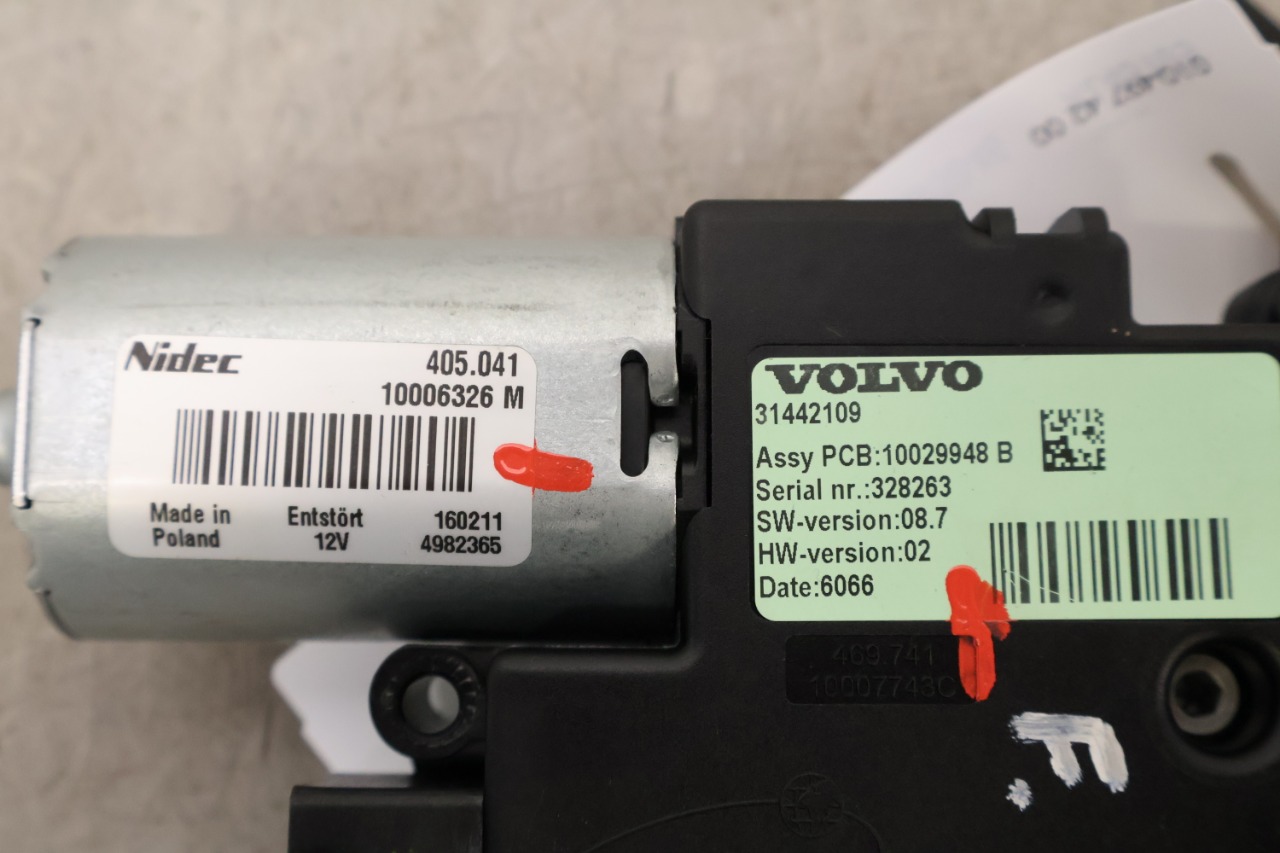 Nidec
405.041
10006326 M
Made in Poland
Entstört 12V
160211
4982365
VOLVO
31442109
Assy PCB:10029948 B
Serial nr.:328263
SW-version:08.7
HW-version:02
Date:6066
469.741
10007743C